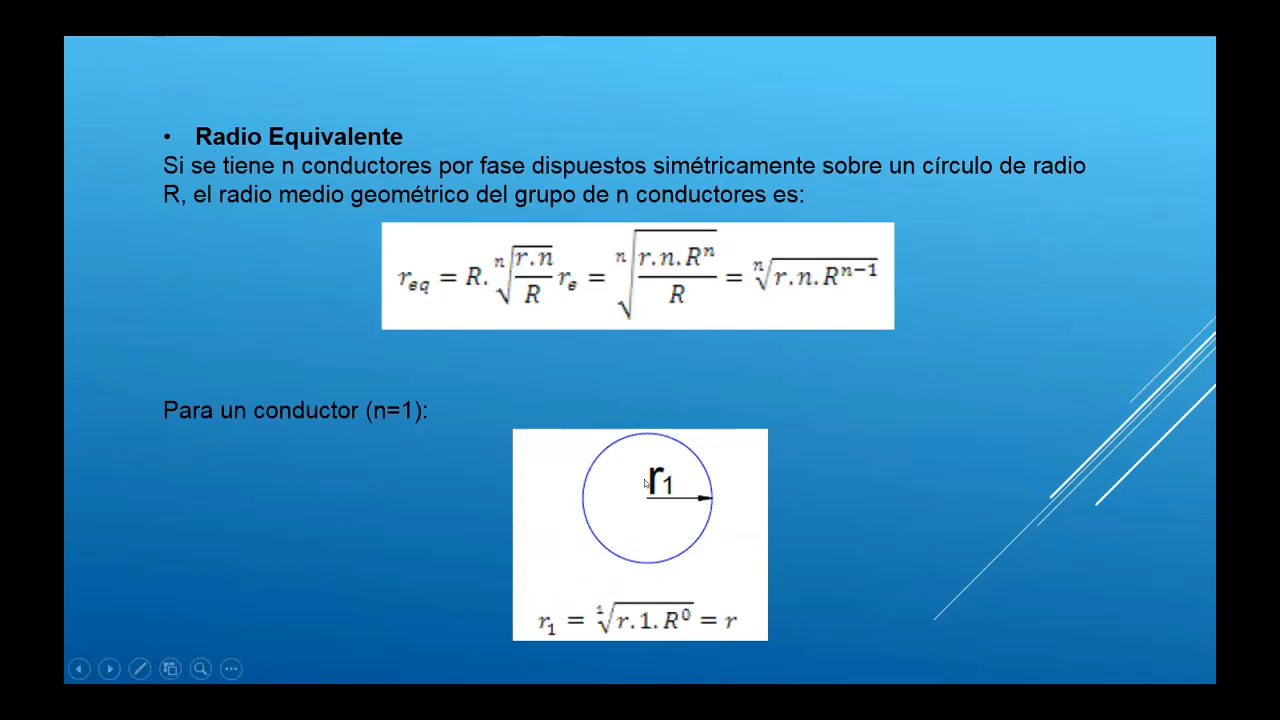 • Radio Equivalente
Si se tiene n conductores por fase dispuestos simétricamente sobre un círculo de radio
R, el radio medio geométrico del grupo de n conductores es:
r_eq = R. ⁿ√(r.n/R) r_e = ⁿ√(r.n.Rⁿ/R) = ⁿ√(r.n.Rⁿ⁻¹)
Para un conductor (n=1):
r1
r₁ = ¹√(r.1.R⁰) = r